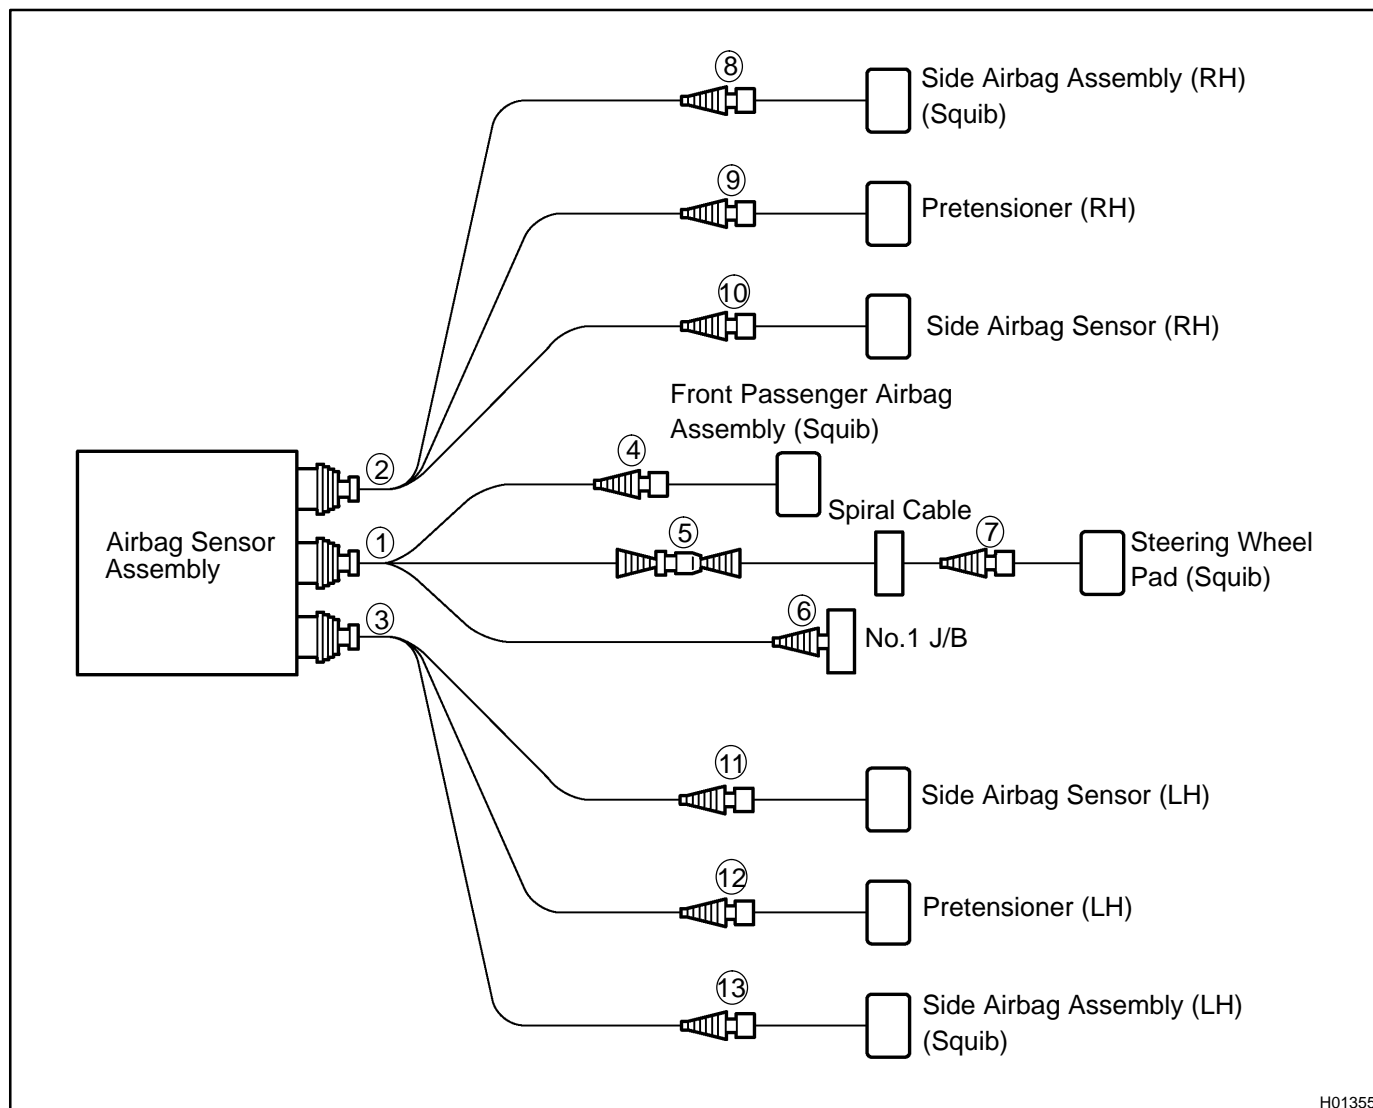 8
Side Airbag Assembly (RH)
(Squib)
9
Pretensioner (RH)
10
Side Airbag Sensor (RH)
Front Passenger Airbag
Assembly (Squib)
4
2
Spiral Cable
Airbag Sensor
Assembly
1
5
7
Steering Wheel
Pad (Squib)
3
6
No.1 J/B
11
Side Airbag Sensor (LH)
12
Pretensioner (LH)
13
Side Airbag Assembly (LH)
(Squib)
H01355